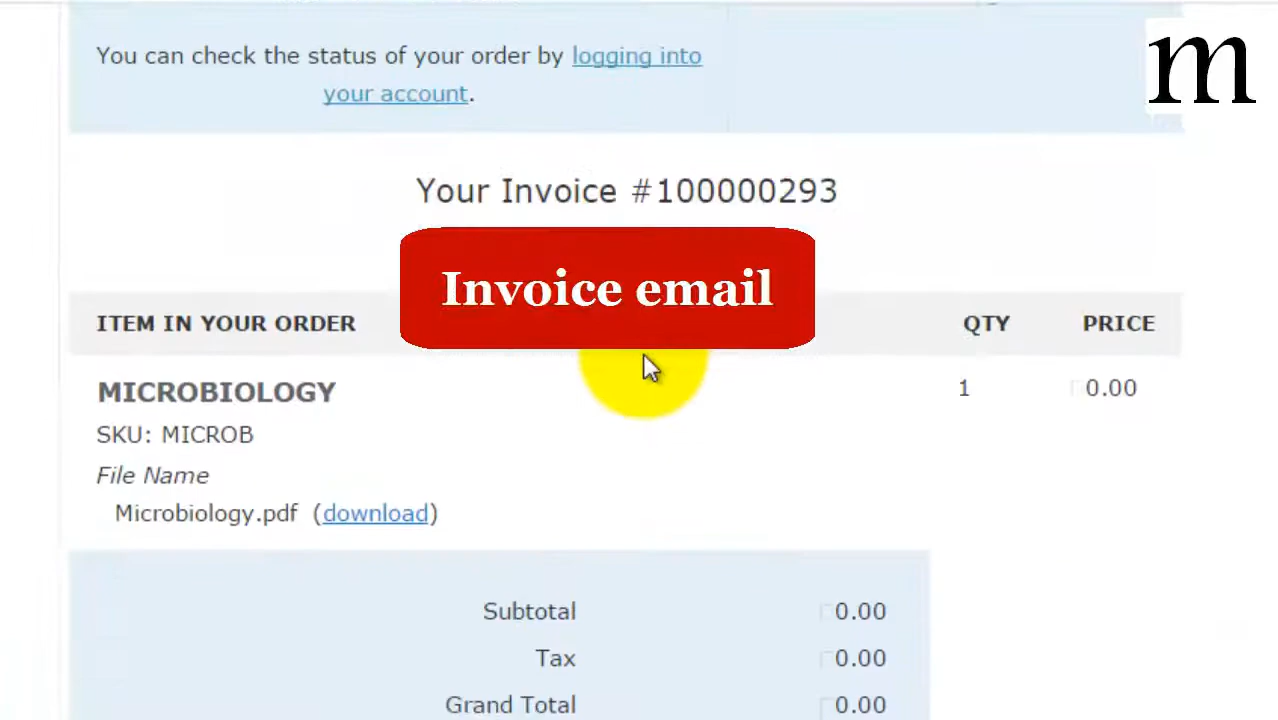 You can check the status of your order by logging into
your account.
m
Your Invoice #100000293
Invoice email
ITEM IN YOUR ORDER QTY PRICE
MICROBIOLOGY 1 0.00
SKU: MICROB
File Name
Microbiology.pdf (download)
Subtotal 0.00
Tax 0.00
Grand Total 0.00